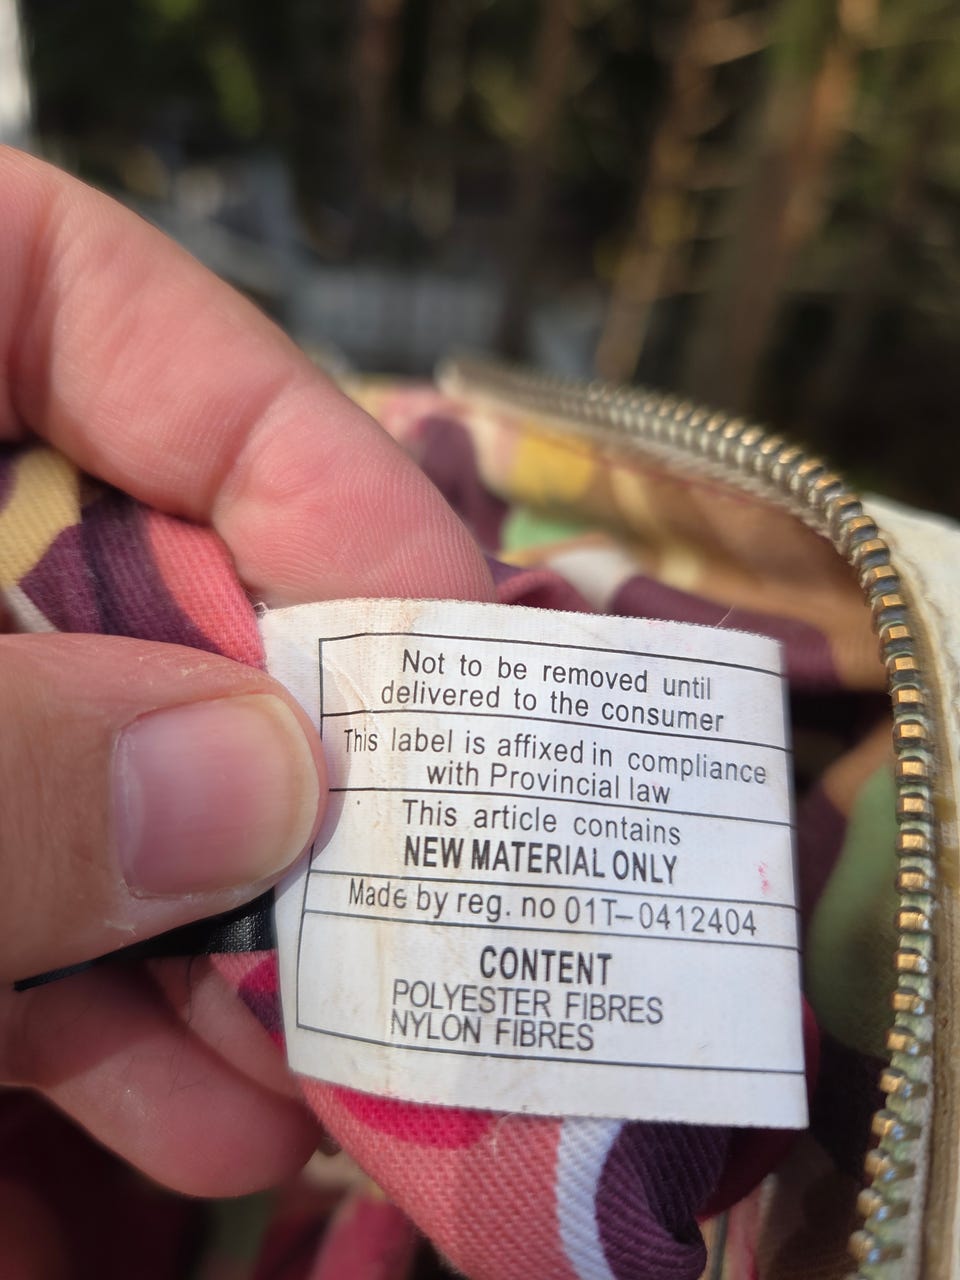 Not to be removed until
delivered to the consumer
This label is affixed in compliance
with Provincial law
This article contains
NEW MATERIAL ONLY
Made by reg. no 01T-0412404
CONTENT
POLYESTER FIBRES
NYLON FIBRES